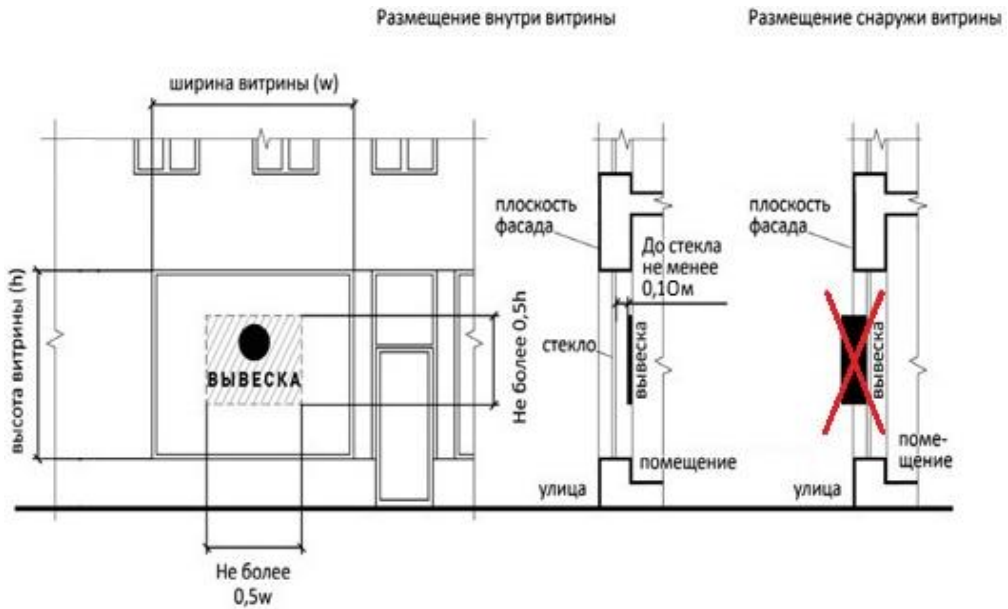 Размещение внутри витрины
Размещение снаружи витрины
ширина витрины (w)
высота витрины (h)
ВЫВЕСКА
Не более 0,5h
Не более
0,5w
плоскость
фасада
До стекла
не менее
0,10м
стекло
вывеска
помещение
улица
плоскость
фасада
вывеска
поме-
щение
улица